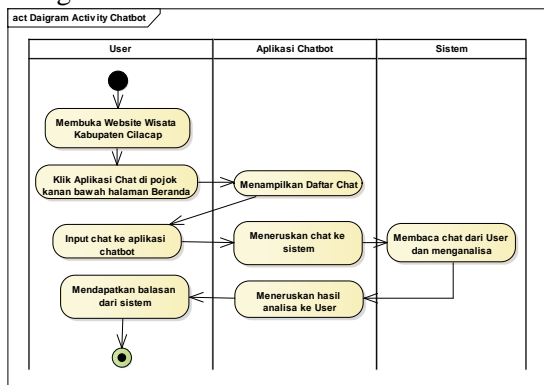 act Daigram Activity Chatbot
User
Aplikasi Chatbot
Sistem
Membuka Website Wisata
Kabupaten Cilacap
Klik Aplikasi Chat di pojok
kanan bawah halaman Beranda
Menampilkan Daftar Chat
Input chat ke aplikasi
chatbot
Meneruskan chat ke
sistem
Membaca chat dari User
dan menganalisa
Mendapatkan balasan
dari sistem
Meneruskan hasil
analisa ke User